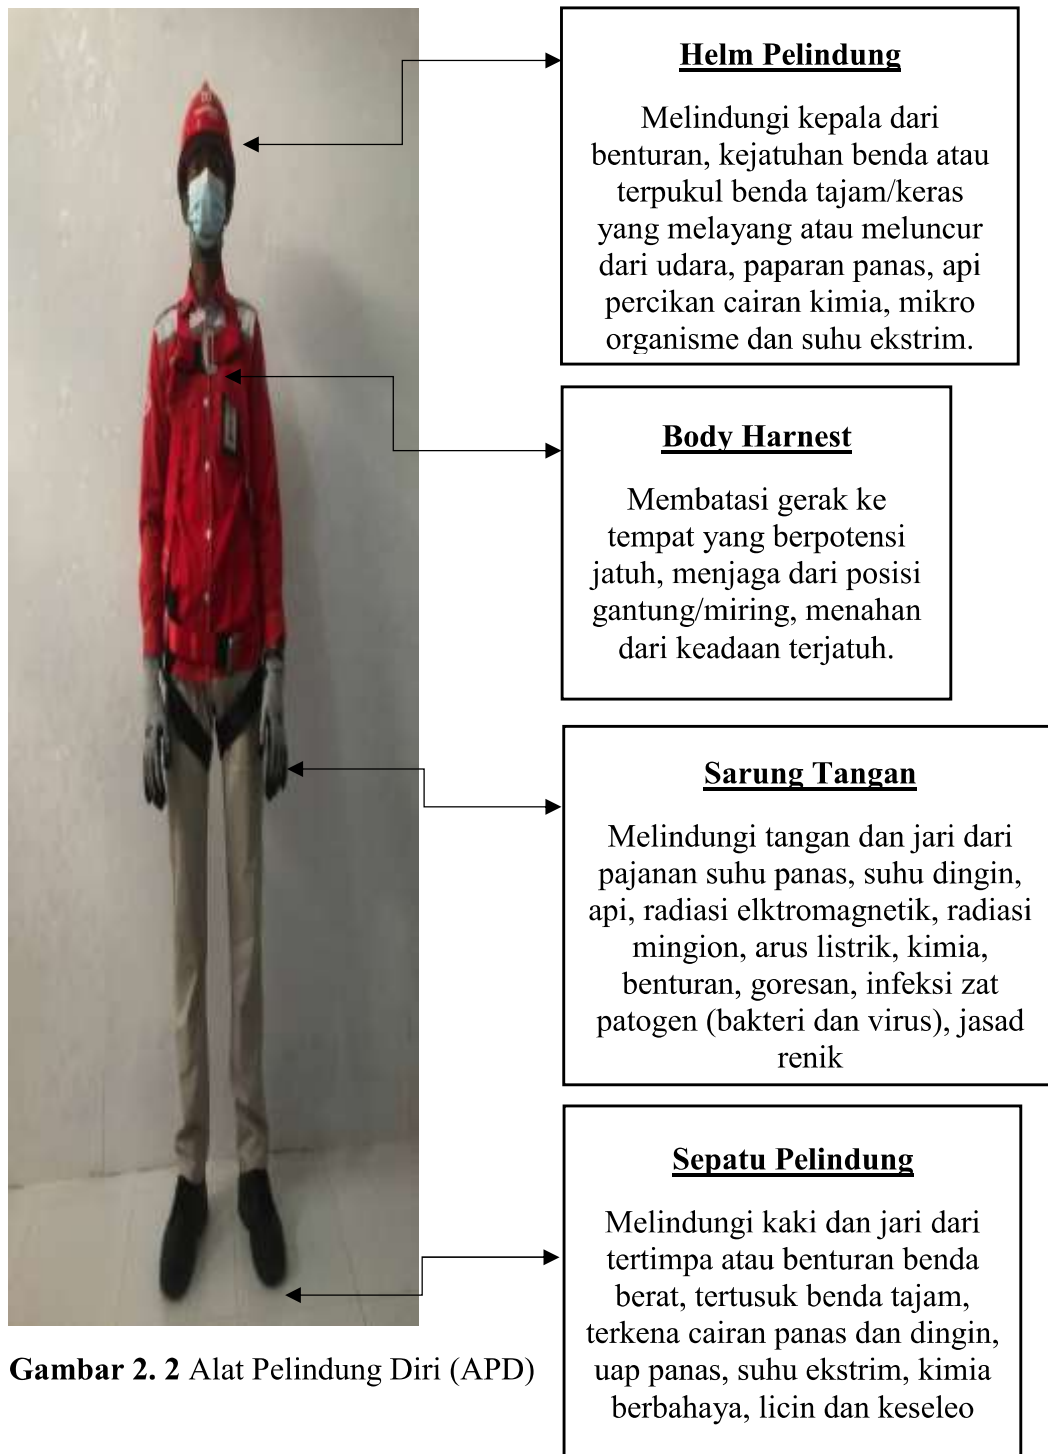 Helm Pelindung
Melindungi kepala dari
benturan, kejatuhan benda atau
terpukul benda tajam/keras
yang melayang atau meluncur
dari udara, paparan panas, api
percikan cairan kimia, mikro
organisme dan suhu ekstrim.
Body Harnest
Membatasi gerak ke
tempat yang berpotensi
jatuh, menjaga dari posisi
gantung/miring, menahan
dari keadaan terjatuh.
Sarung Tangan
Melindungi tangan dan jari dari
pajanan suhu panas, suhu dingin,
api, radiasi elktromagnetik, radiasi
mingion, arus listrik, kimia,
benturan, goresan, infeksi zat
patogen (bakteri dan virus), jasad
renik
Sepatu Pelindung
Melindungi kaki dan jari dari
tertimpa atau benturan benda
berat, tertusuk benda tajam,
terkena cairan panas dan dingin,
uap panas, suhu ekstrim, kimia
berbahaya, licin dan keseleo
Gambar 2. 2 Alat Pelindung Diri (APD)